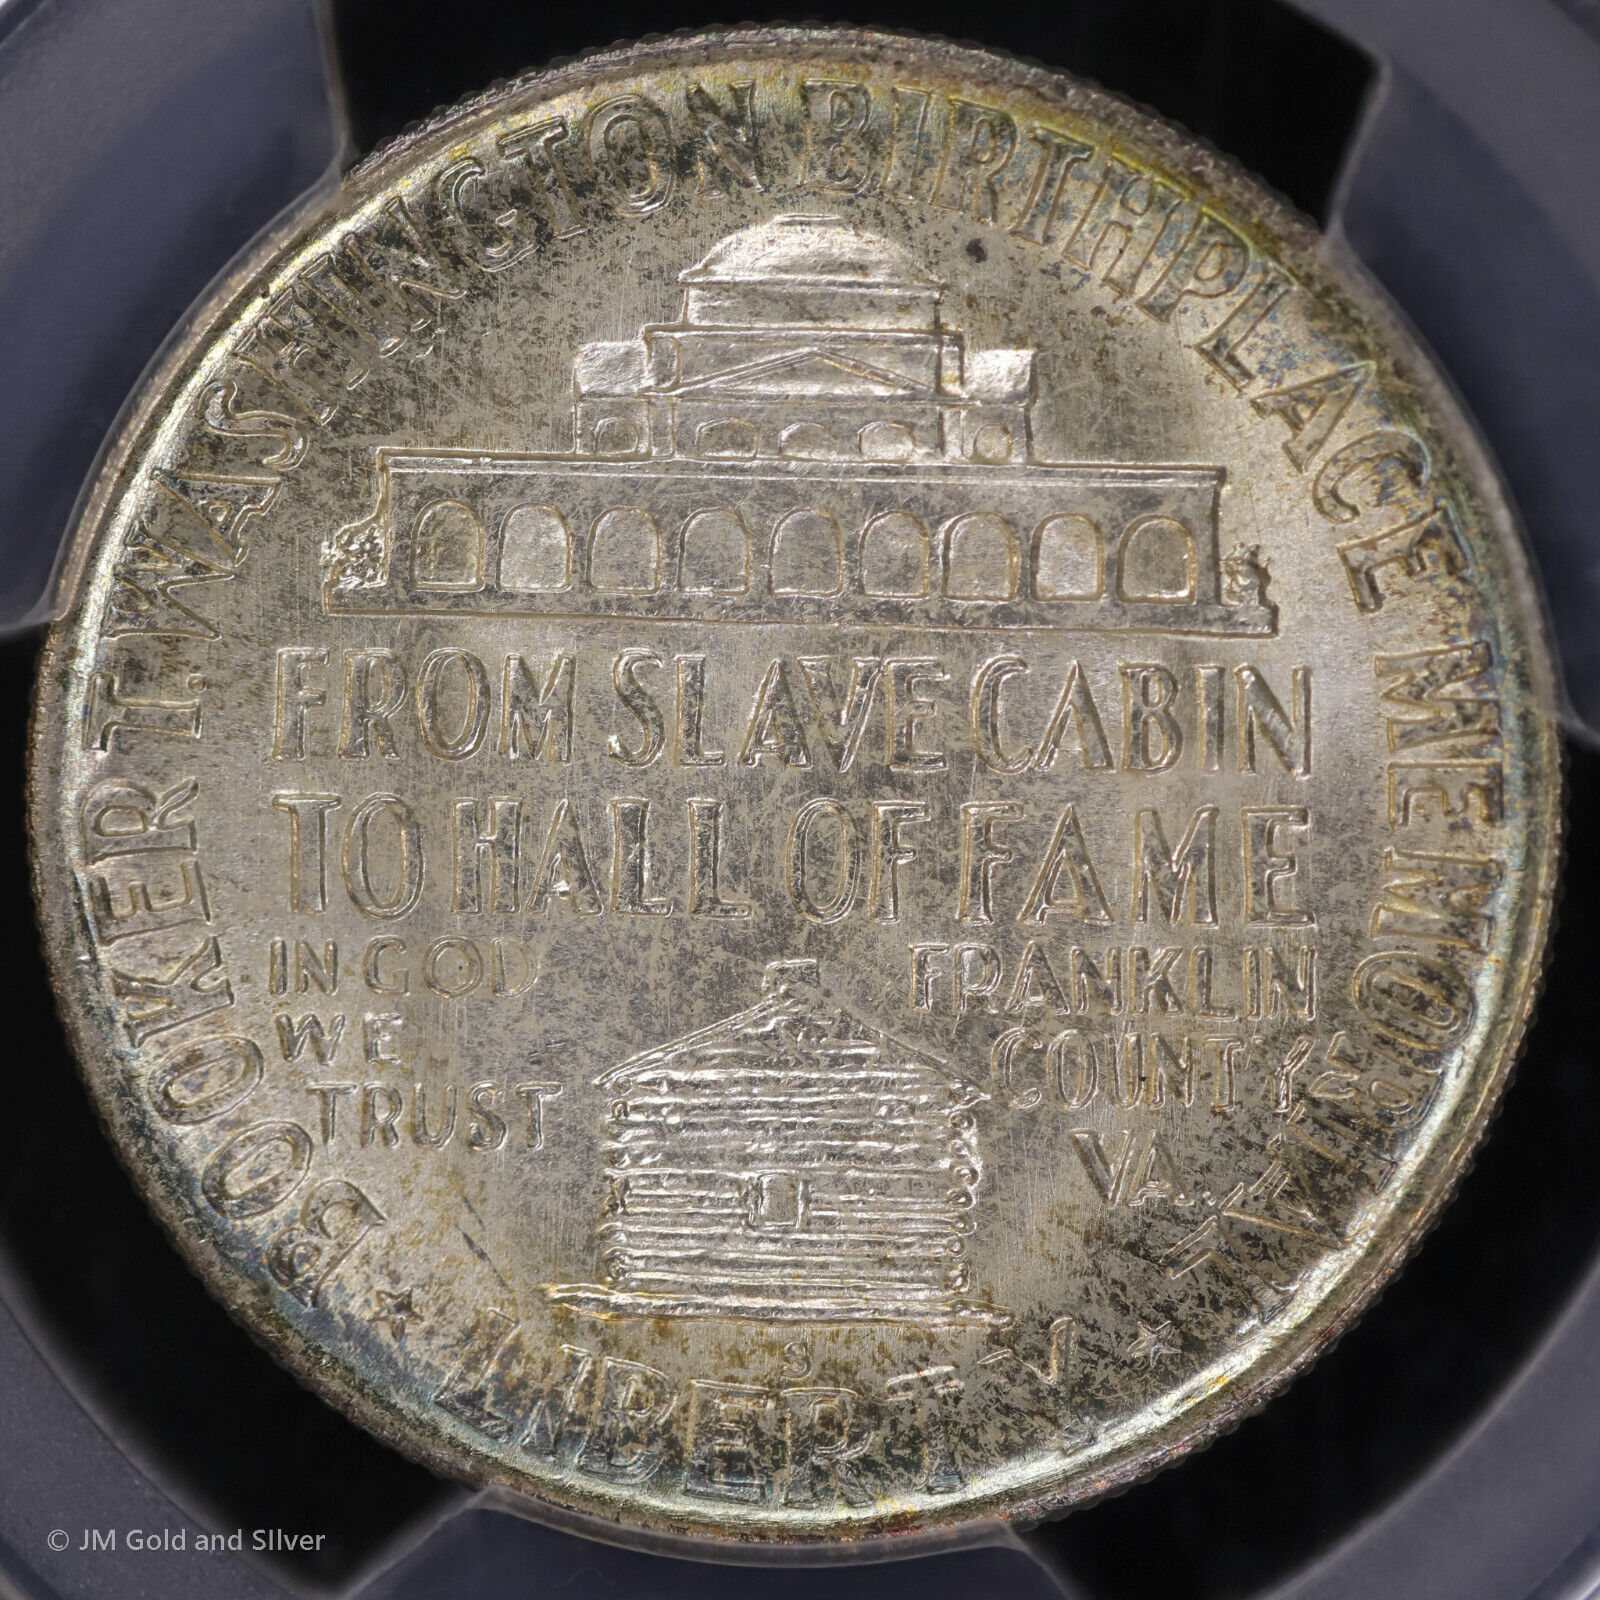 BOOKER T. WASHINGTON BIRTHPLACE MEMORIAL
FROM SLAVE CABIN
TO HALL OF FAME
IN GOD
WE
TRUST
FRANKLIN
COUNTY
VA.
S
LIBERTY
© JM Gold and SIlver